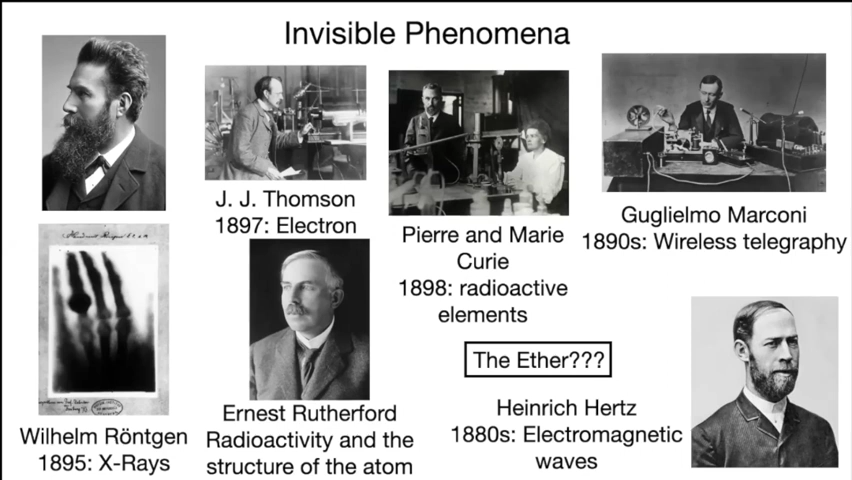 Invisible Phenomena
J. J. Thomson
1897: Electron
Pierre and Marie
Curie
1898: radioactive
elements
Guglielmo Marconi
1890s: Wireless telegraphy
The Ether???
Wilhelm Röntgen
1895: X-Rays
Ernest Rutherford
Radioactivity and the
structure of the atom
Heinrich Hertz
1880s: Electromagnetic
waves